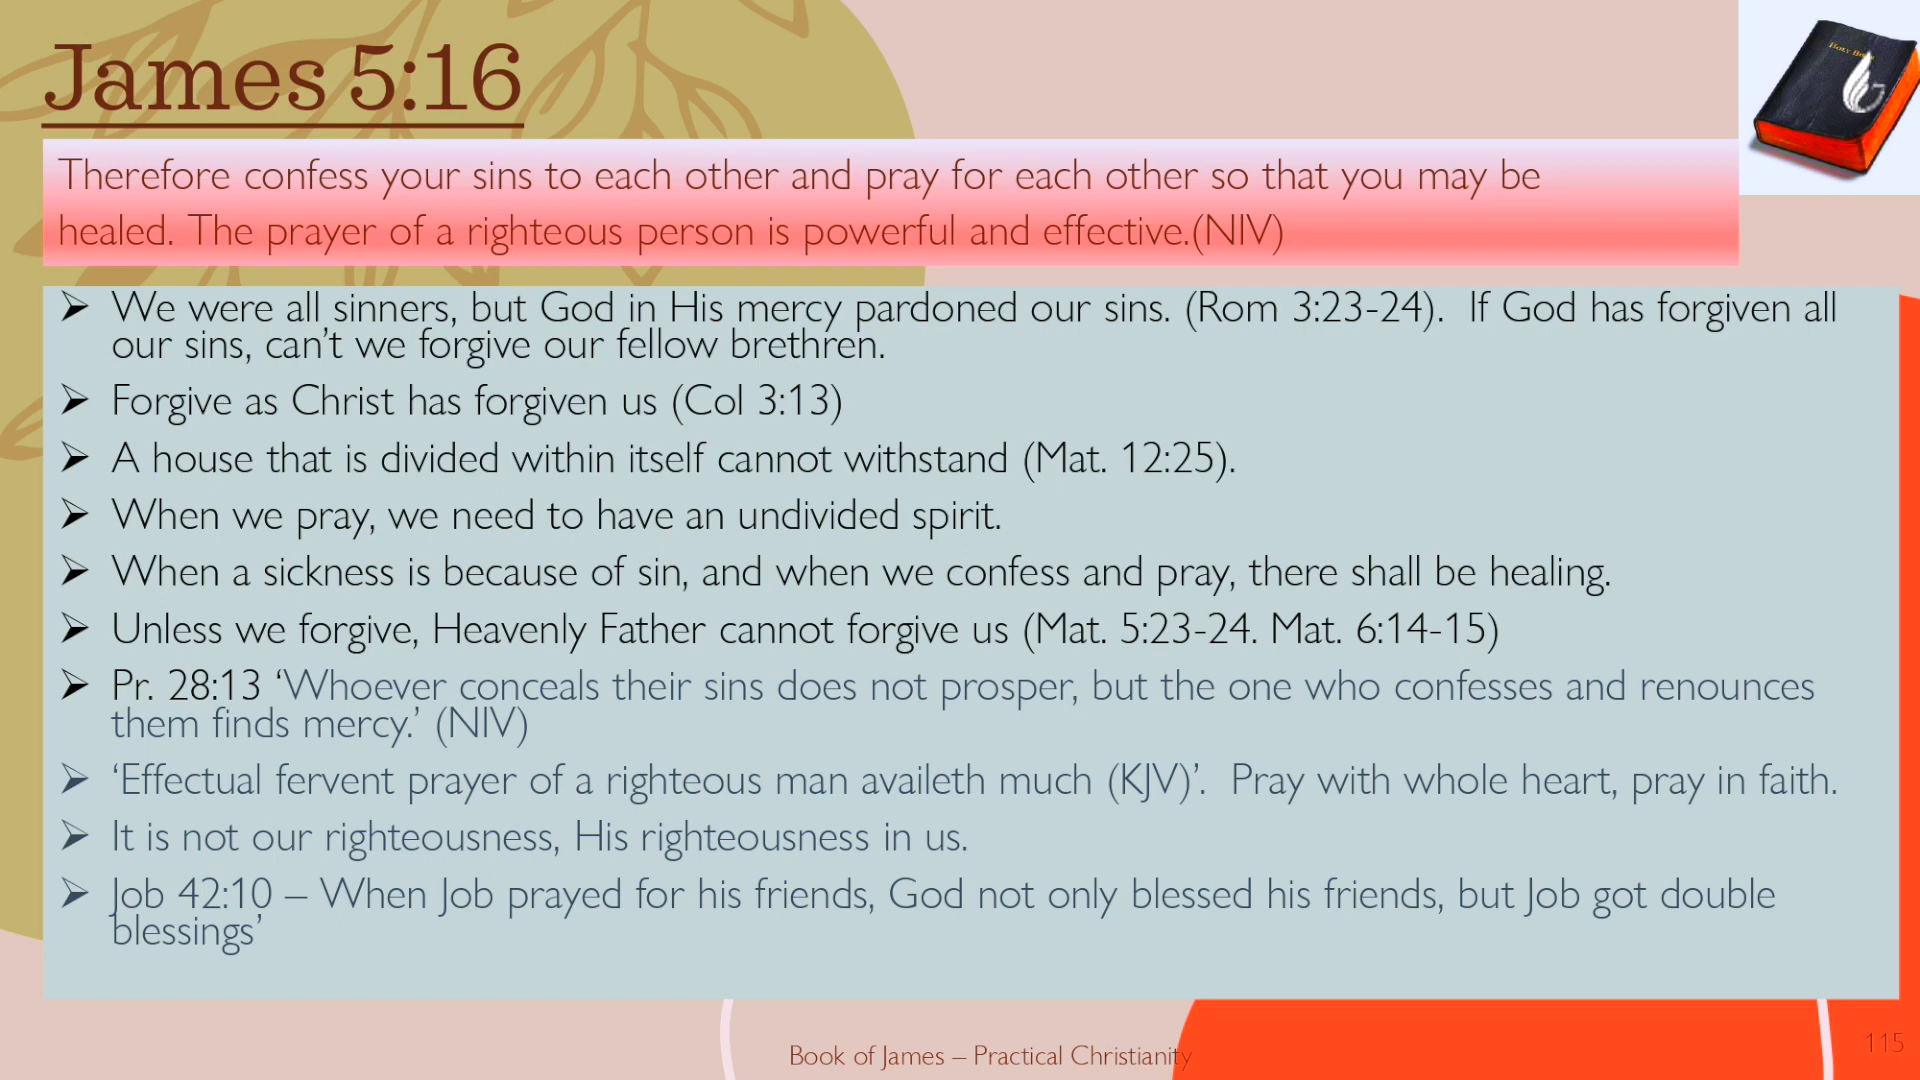 James 5:16
Therefore confess your sins to each other and pray for each other so that you may be
healed. The prayer of a righteous person is powerful and effective.(NIV)
➢ We were all sinners, but God in His mercy pardoned our sins. (Rom 3:23-24).  If God has forgiven all
our sins, can’t we forgive our fellow brethren.
➢ Forgive as Christ has forgiven us (Col 3:13)
➢ A house that is divided within itself cannot withstand (Mat. 12:25).
➢ When we pray, we need to have an undivided spirit.
➢ When a sickness is because of sin, and when we confess and pray, there shall be healing.
➢ Unless we forgive, Heavenly Father cannot forgive us (Mat. 5:23-24. Mat. 6:14-15)
➢ Pr. 28:13 ‘Whoever conceals their sins does not prosper, but the one who confesses and renounces
them finds mercy.’ (NIV)
➢ ‘Effectual fervent prayer of a righteous man availeth much (KJV)’.  Pray with whole heart, pray in faith.
➢ It is not our righteousness, His righteousness in us.
➢ Job 42:10 – When Job prayed for his friends, God not only blessed his friends, but Job got double
blessings’
Book of James – Practical Christianity
115